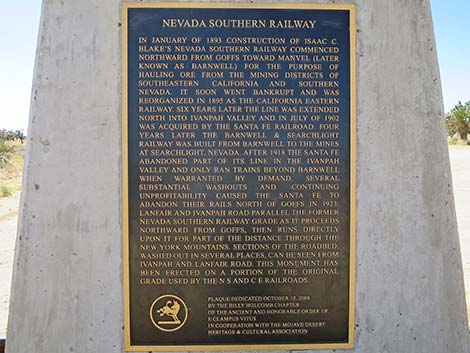 NEVADA SOUTHERN RAILWAY
IN JANUARY OF 1893 CONSTRUCTION OF ISAAC C.
BLAKE'S NEVADA SOUTHERN RAILWAY COMMENCED
NORTHWARD FROM GOFFS TOWARD MANVEL (LATER
KNOWN AS BARNWELL) FOR THE PURPOSE OF
HAULING ORE FROM THE MINING DISTRICTS OF
SOUTHEASTERN CALIFORNIA AND SOUTHERN
NEVADA. IT SOON WENT BANKRUPT AND WAS
REORGANIZED IN 1895 AS THE CALIFORNIA EASTERN
RAILWAY. SIX YEARS LATER THE LINE WAS EXTENDED
NORTH INTO IVANPAH VALLEY AND IN JULY OF 1902
WAS ACQUIRED BY THE SANTA FE RAILROAD. FOUR
YEARS LATER THE BARNWELL & SEARCHLIGHT
RAILWAY WAS BUILT FROM BARNWELL TO THE MINES
AT SEARCHLIGHT, NEVADA. AFTER 1918 THE SANTA FE
ABANDONED PART OF ITS LINE IN THE IVANPAH
VALLEY AND ONLY RAN TRAINS BEYOND BARNWELL
WHEN WARRANTED BY DEMAND. SEVERAL
SUBSTANTIAL WASHOUTS AND CONTINUING
UNPROFITABILITY CAUSED THE SANTA FE TO
ABANDON THEIR RAILS NORTH OF GOFFS IN 1923.
LANFAIR AND IVANPAH ROAD PARALLEL THE FORMER
NEVADA SOUTHERN RAILWAY GRADE AS IT PROCEEDS
NORTHWARD FROM GOFFS, THEN RUNS DIRECTLY
UPON IT FOR PART OF THE DISTANCE THROUGH THE
NEW YORK MOUNTAINS. SECTIONS OF THE ROADBED,
WASHED OUT IN SEVERAL PLACES, CAN BE SEEN FROM
IVANPAH AND LANFAIR ROAD. THIS MONUMENT HAS
BEEN ERECTED ON A PORTION OF THE ORIGINAL
GRADE USED BY THE N S AND C E RAILROADS.
PLAQUE DEDICATED OCTOBER 12, 2004
BY THE BILLY HOLCOMB CHAPTER
OF THE ANCIENT AND HONORABLE ORDER OF
E CLAMPUS VITUS
IN COOPERATION WITH THE MOJAVE DESERT
HERITAGE & CULTURAL ASSOCIATION